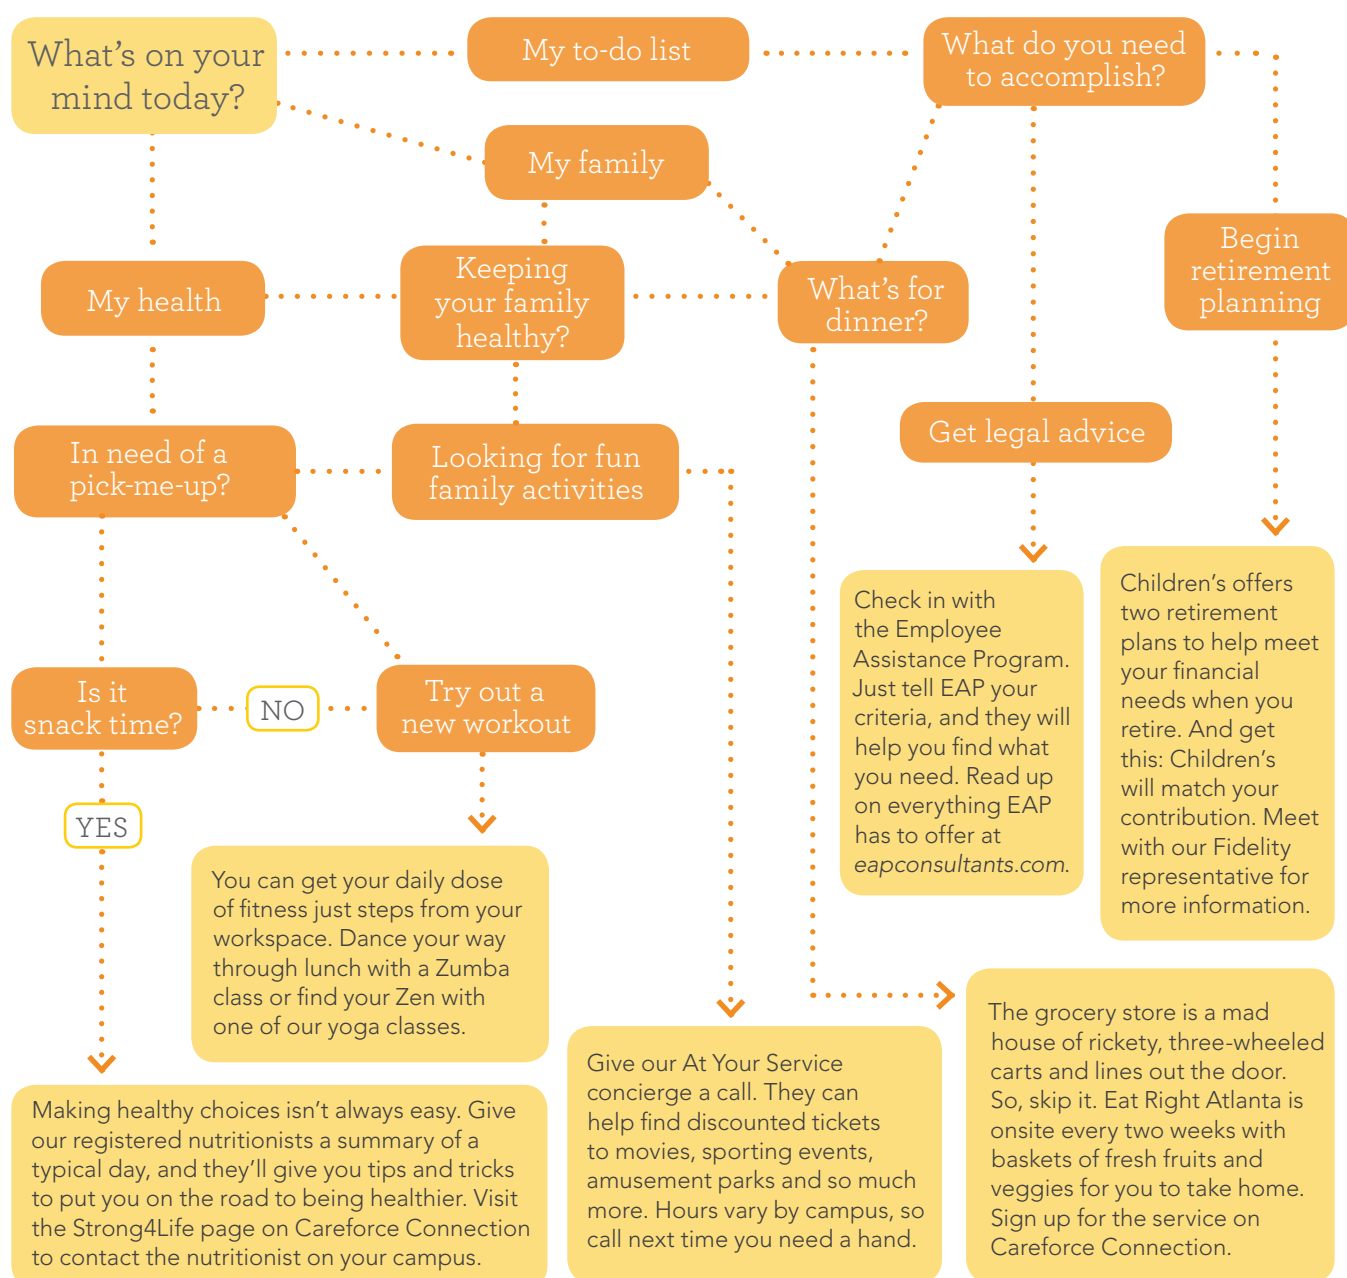 What's on your
mind today?
My to-do list
What do you need
to accomplish?
My family
Begin
retirement
planning
My health
Keeping
your family
healthy?
What's for
dinner?
Get legal advice
In need of a
pick-me-up?
Looking for fun
family activities
Is it
snack time?
NO
Try out a
new workout
YES
Check in with
the Employee
Assistance Program.
Just tell EAP your
criteria, and they will
help you find what
you need. Read up
on everything EAP
has to offer at
eapconsultants.com.
Children's offers
two retirement
plans to help meet
your financial
needs when you
retire. And get
this: Children's
will match your
contribution. Meet
with our Fidelity
representative for
more information.
You can get your daily dose
of fitness just steps from your
workspace. Dance your way
through lunch with a Zumba
class or find your Zen with
one of our yoga classes.
Making healthy choices isn't always easy. Give
our registered nutritionists a summary of a
typical day, and they'll give you tips and tricks
to put you on the road to being healthier. Visit
the Strong4Life page on Careforce Connection
to contact the nutritionist on your campus.
Give our At Your Service
concierge a call. They can
help find discounted tickets
to movies, sporting events,
amusement parks and so much
more. Hours vary by campus, so
call next time you need a hand.
The grocery store is a mad
house of rickety, three-wheeled
carts and lines out the door.
So, skip it. Eat Right Atlanta is
onsite every two weeks with
baskets of fresh fruits and
veggies for you to take home.
Sign up for the service on
Careforce Connection.